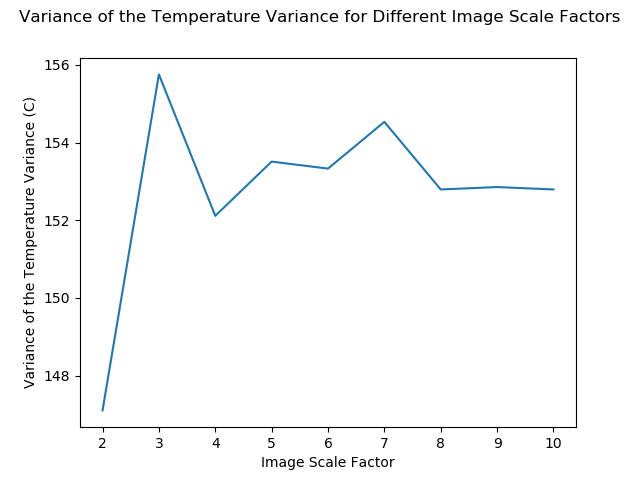 Variance of the Temperature Variance for Different Image Scale Factors
Variance of the Temperature Variance (C)
156
154
152
150
148
2 3 4 5 6 7 8 9 10
Image Scale Factor